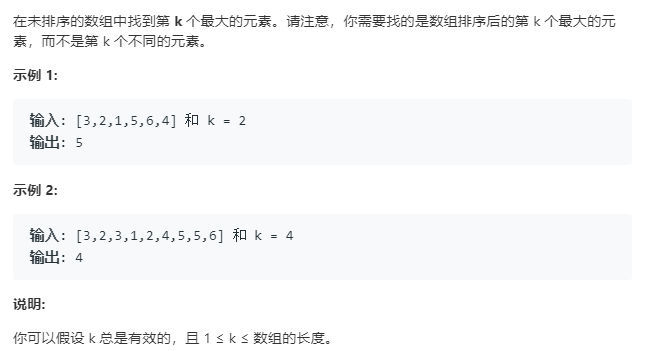 在未排序的数组中找到第 k 个最大的元素。请注意，你需要找的是数组排序后的第 k 个最大的元
素，而不是第 k 个不同的元素。
示例 1:
输入: [3,2,1,5,6,4] 和 k = 2
输出: 5
示例 2:
输入: [3,2,3,1,2,4,5,5,6] 和 k = 4
输出: 4
说明:
你可以假设 k 总是有效的，且 1 ≤ k ≤ 数组的长度。